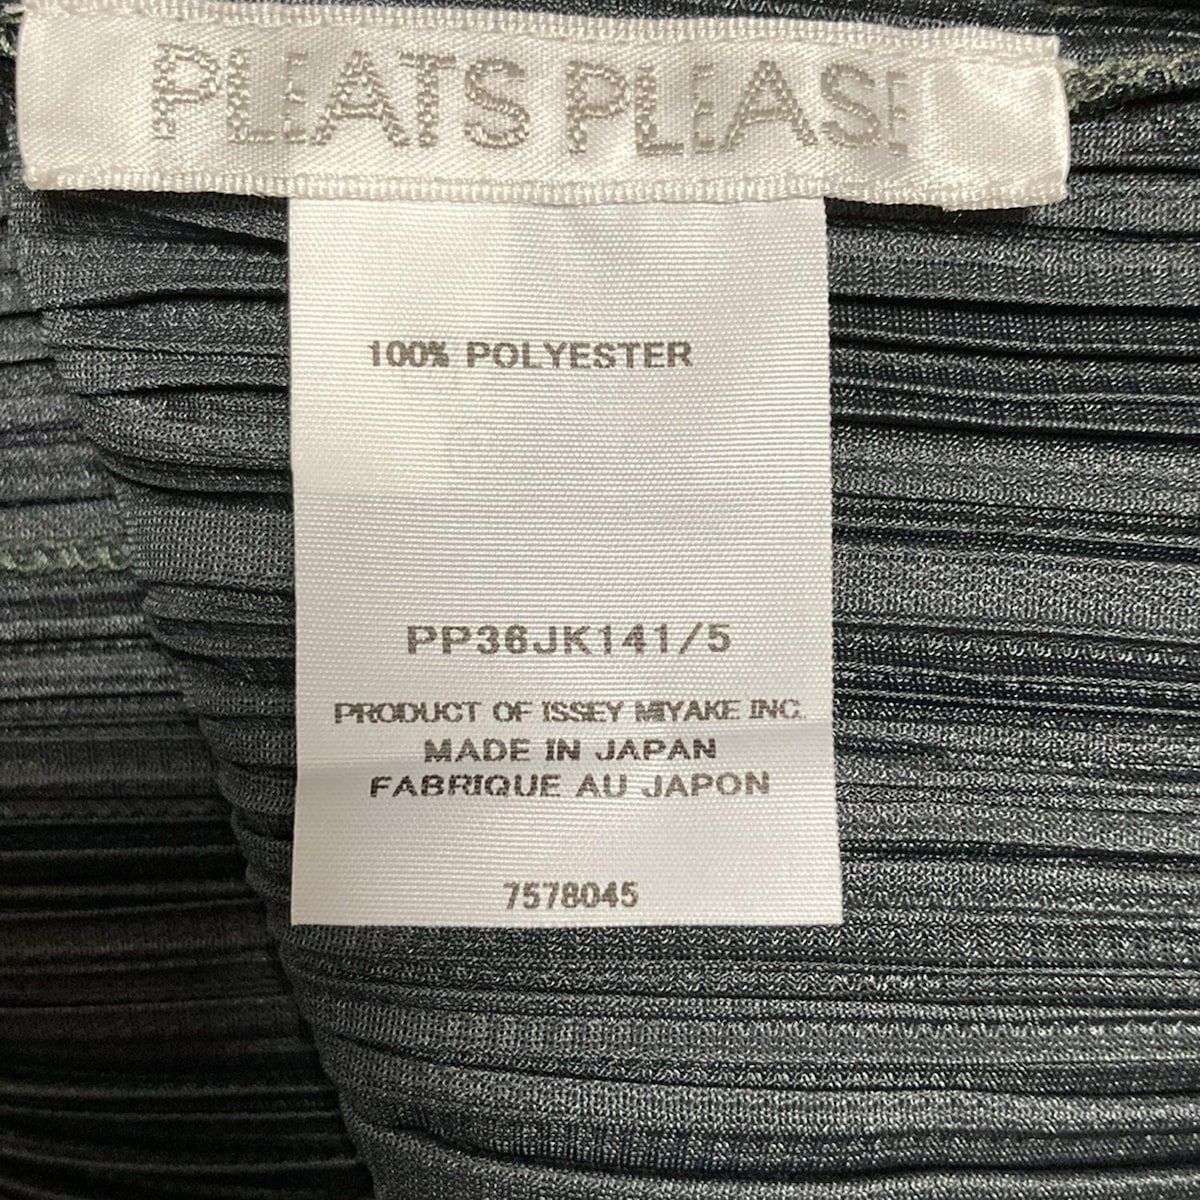 PLEATS PLEASE
100% POLYESTER
PP36JK141/5
PRODUCT OF ISSEY MIYAKE INC.
MADE IN JAPAN
FABRIQUE AU JAPON
7578045